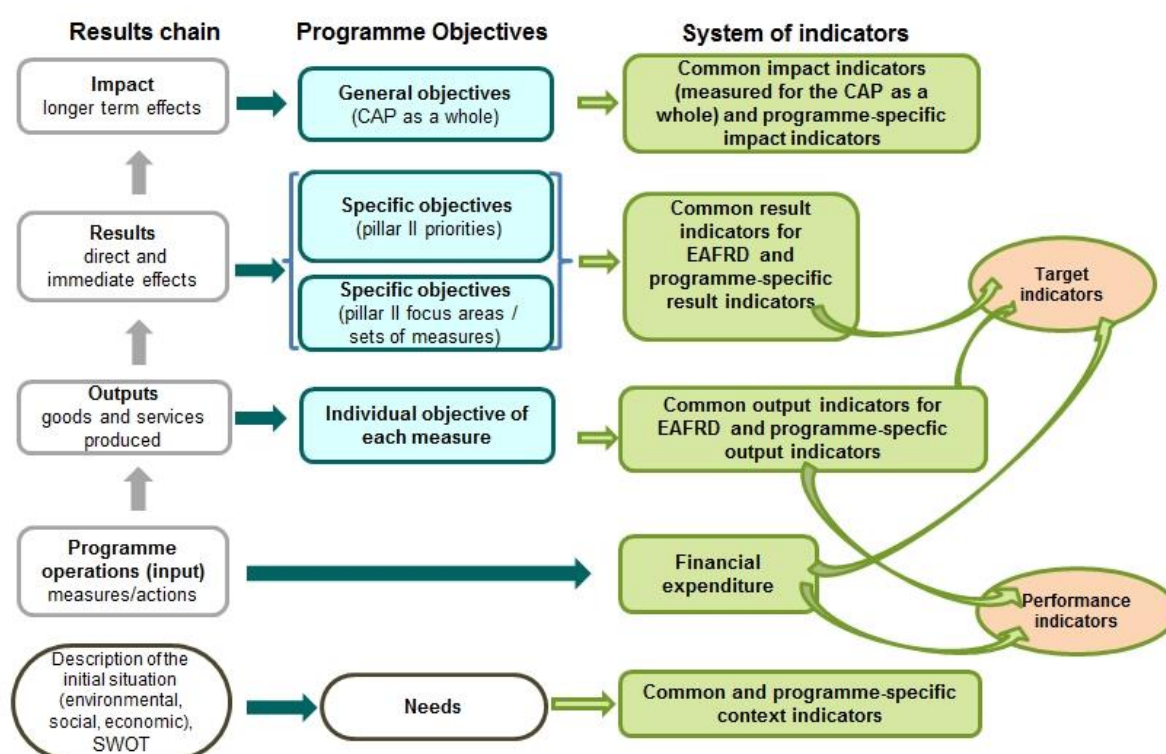 Results chain
Programme Objectives
System of indicators
Impact
longer term effects
General objectives
(CAP as a whole)
Common impact indicators
(measured for the CAP as a
whole) and programme-specific
impact indicators
Results
direct and
immediate effects
Specific objectives
(pillar II priorities)
Specific objectives
(pillar II focus areas /
sets of measures)
Common result
indicators for
EAFRD and
programme-specific
result indicators
Target
indicators
Outputs
goods and services
produced
Individual objective of
each measure
Common output indicators for
EAFRD and programme-specfic
output indicators
Programme
operations (input)
measures/actions
Financial
expenditure
Performance
indicators
Description of the
initial situation
(environmental,
social, economic),
SWOT
Needs
Common and programme-specific
context indicators